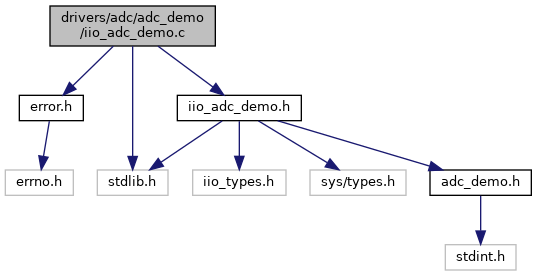 drivers/adc/adc_demo
/iio_adc_demo.c
error.h
iio_adc_demo.h
errno.h
stdlib.h
iio_types.h
sys/types.h
adc_demo.h
stdint.h